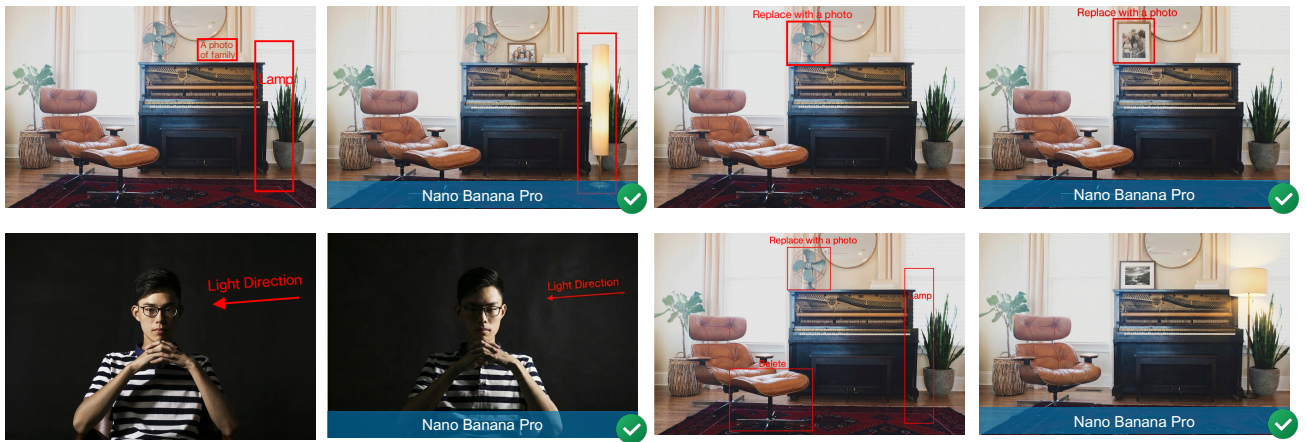 A photo
of family
Lamp
Nano Banana Pro
Replace with a photo
Replace with a photo
Nano Banana Pro
Light Direction
Light Direction
Nano Banana Pro
Replace with a photo
Lamp
Delete
Nano Banana Pro